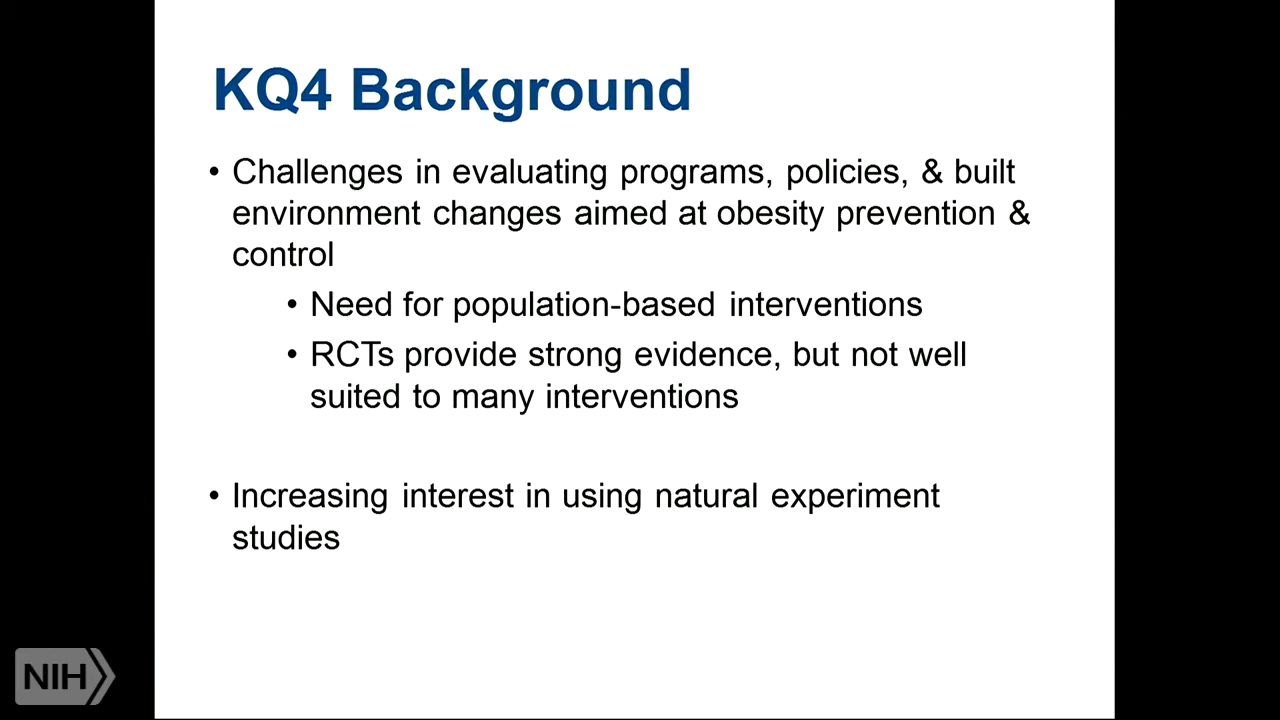 KQ4 Background
• Challenges in evaluating programs, policies, & built
environment changes aimed at obesity prevention &
control
• Need for population-based interventions
• RCTs provide strong evidence, but not well
suited to many interventions
• Increasing interest in using natural experiment
studies
NIH